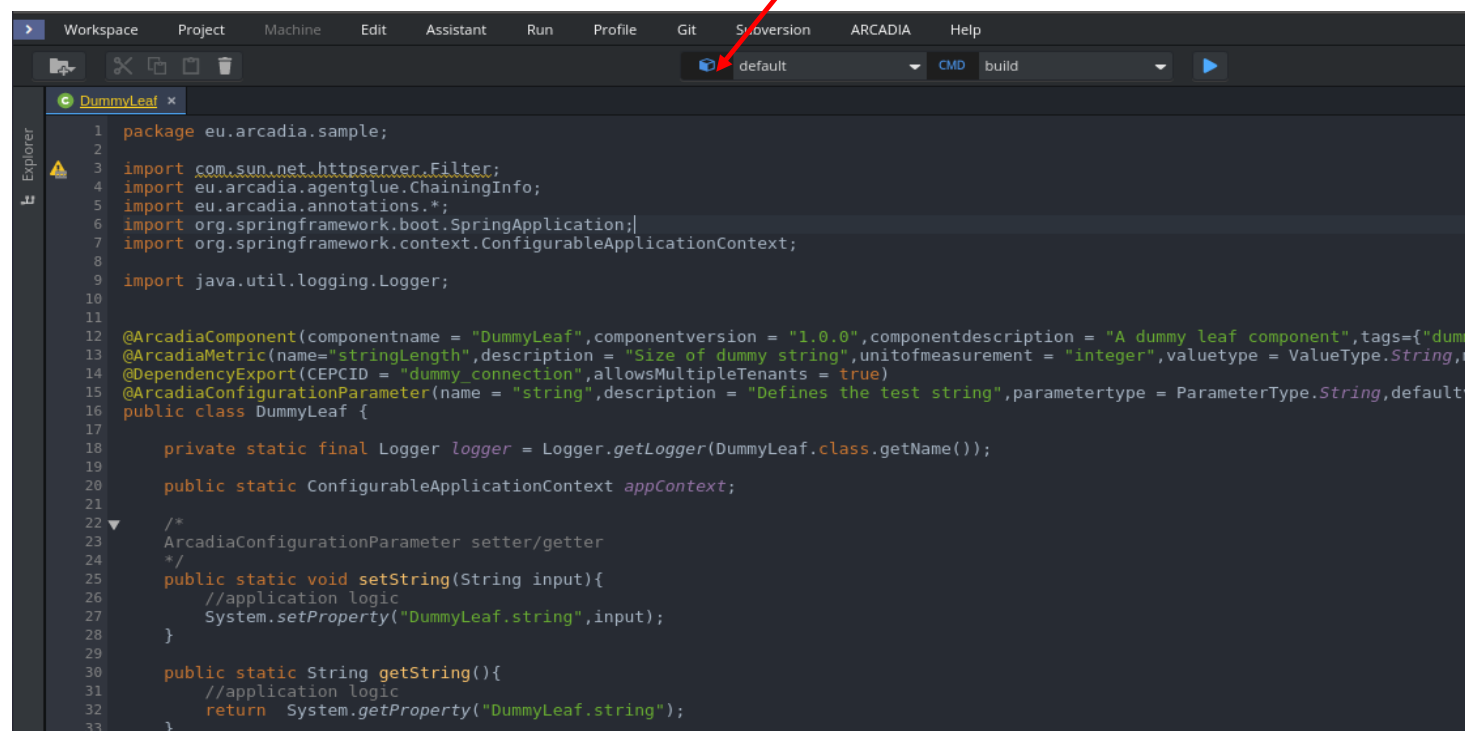 Workspace Project Machine Edit Assistant Run Profile Git Subversion ARCADIA Help
default CMD build
DummyLeaf ×
Explorer
1 package eu.arcadia.sample;
2
3 import com.sun.net.httpserver.Filter;
4 import eu.arcadia.agentglue.ChainingInfo;
5 import eu.arcadia.annotations.*;
6 import org.springframework.boot.SpringApplication;
7 import org.springframework.context.ConfigurableApplicationContext;
8
9 import java.util.logging.Logger;
10
11
12 @ArcadiaComponent(componentname = "DummyLeaf",componentversion = "1.0.0",componentdescription = "A dummy leaf component",tags={"dum
13 @ArcadiaMetric(name="stringLength",description = "Size of dummy string",unitofmeasurement = "integer",valuetype = ValueType.String,
14 @DependencyExport(CEPCID = "dummy_connection",allowsMultipleTenants = true)
15 @ArcadiaConfigurationParameter(name = "string",description = "Defines the test string",parametertype = ParameterType.String,default
16 public class DummyLeaf {
17
18 private static final Logger logger = Logger.getLogger(DummyLeaf.class.getName());
19
20 public static ConfigurableApplicationContext appContext;
21
22 /*
23 ArcadiaConfigurationParameter setter/getter
24 */
25 public static void setString(String input){
26 //application logic
27 System.setProperty("DummyLeaf.string",input);
28 }
29
30 public static String getString(){
31 //application logic
32 return System.getProperty("DummyLeaf.string");
33 }